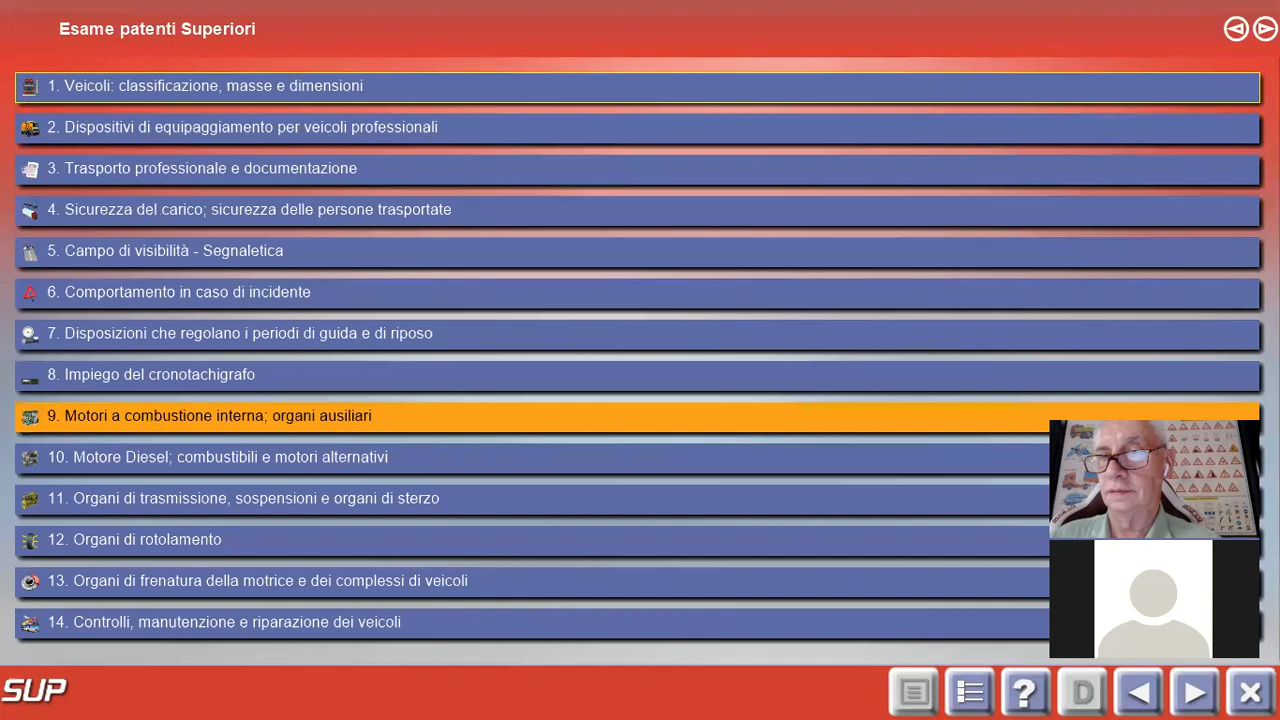 Esame patenti Superiori
1. Veicoli: classificazione, masse e dimensioni
2. Dispositivi di equipaggiamento per veicoli professionali
3. Trasporto professionale e documentazione
4. Sicurezza del carico; sicurezza delle persone trasportate
5. Campo di visibilità - Segnaletica
6. Comportamento in caso di incidente
7. Disposizioni che regolano i periodi di guida e di riposo
8. Impiego del cronotachigrafo
9. Motori a combustione interna; organi ausiliari
10. Motore Diesel; combustibili e motori alternativi
11. Organi di trasmissione, sospensioni e organi di sterzo
12. Organi di rotolamento
13. Organi di frenatura della motrice e dei complessi di veicoli
14. Controlli, manutenzione e riparazione dei veicoli
SUP
? D